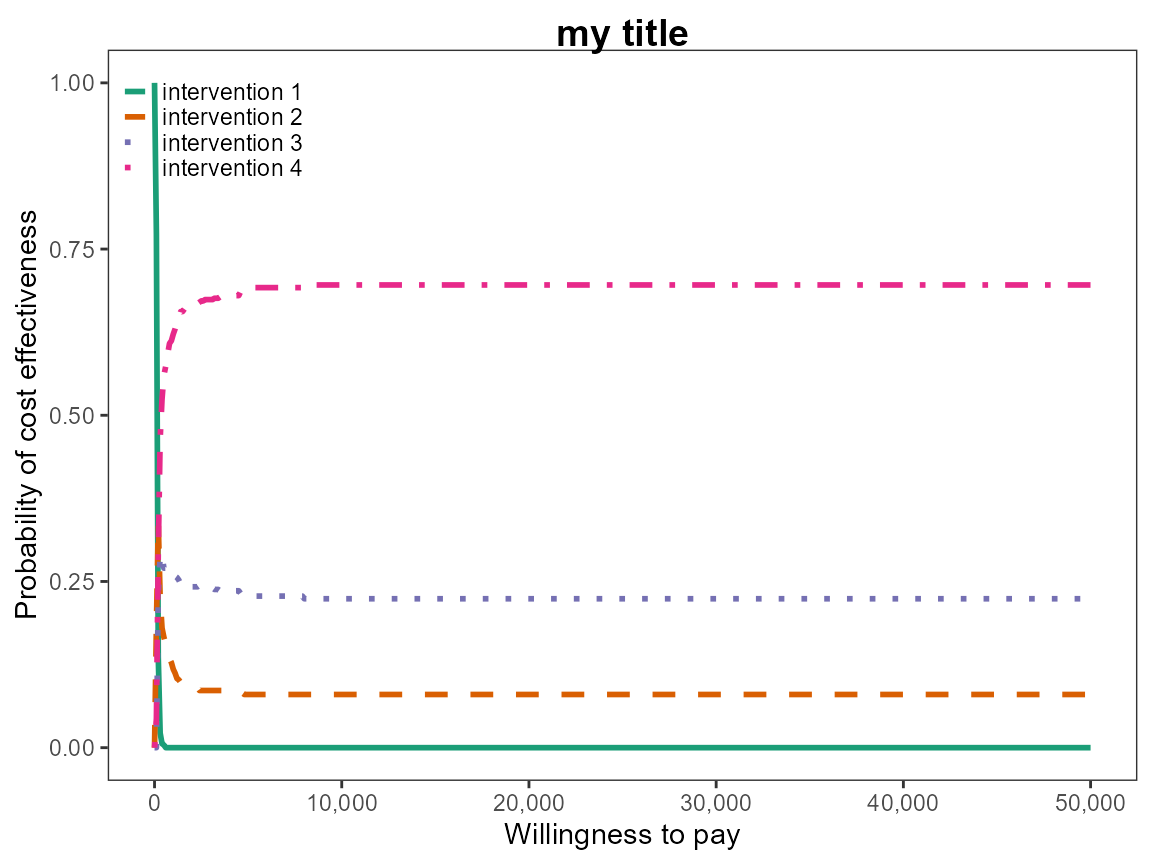 my title
1.00
0.75
0.50
0.25
0.00
Probability of cost effectiveness
intervention 1
intervention 2
intervention 3
intervention 4
0
10,000
20,000
30,000
40,000
50,000
Willingness to pay